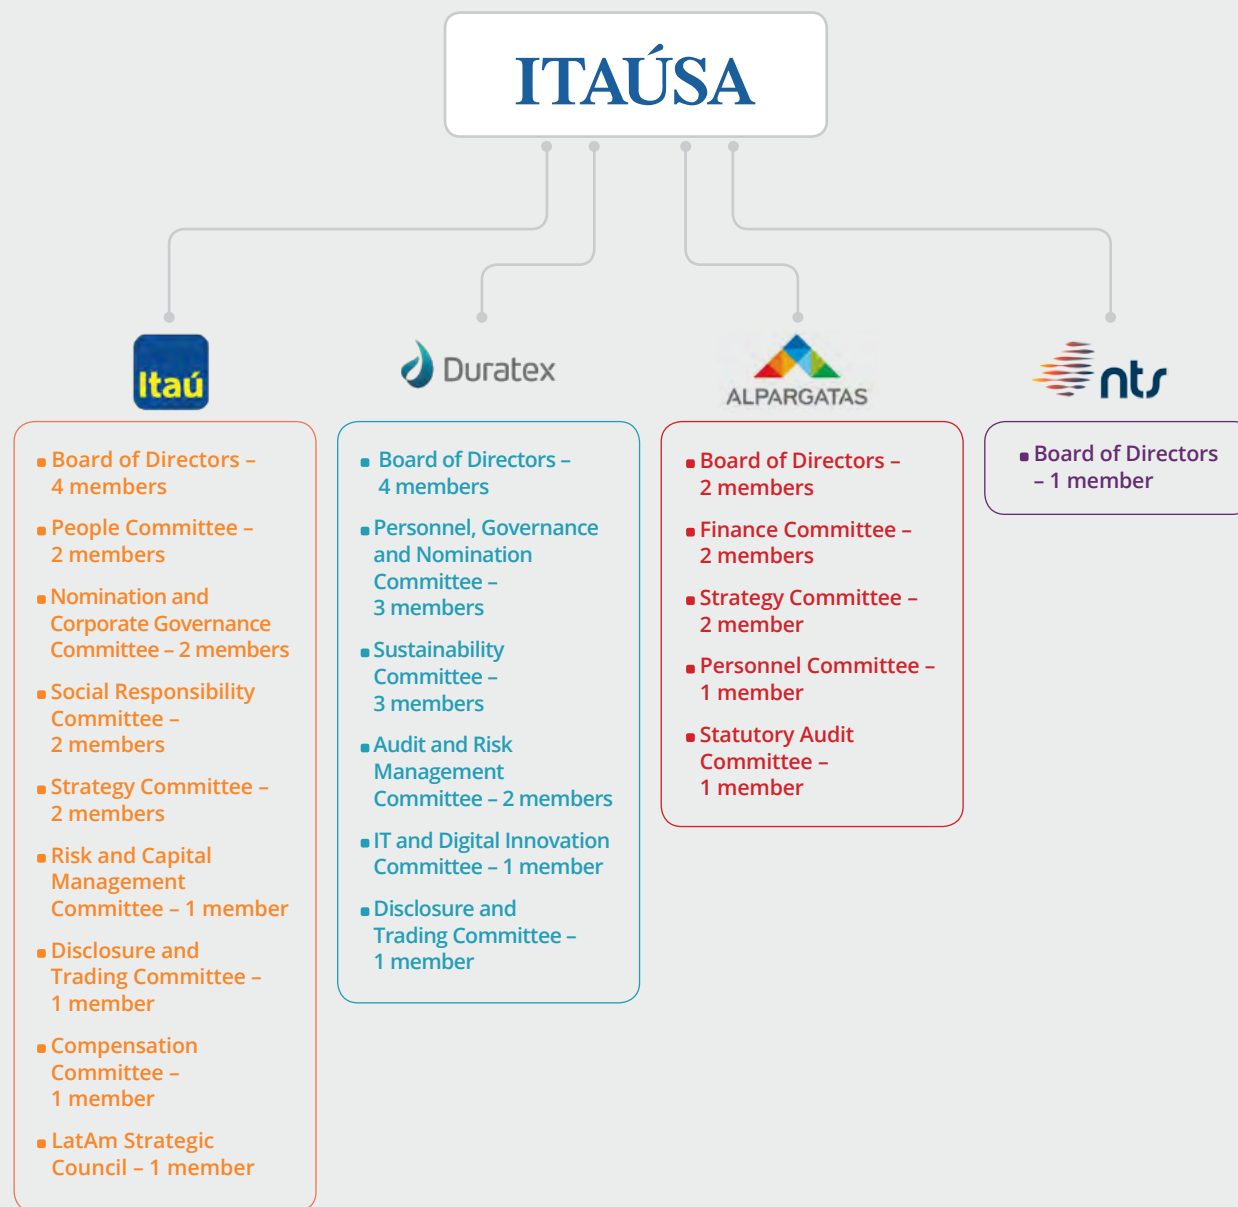 ITAÚSA
Itaú
Board of Directors –
4 members
People Committee –
2 members
Nomination and
Corporate Governance
Committee – 2 members
Social Responsibility
Committee –
2 members
Strategy Committee –
2 members
Risk and Capital
Management
Committee – 1 member
Disclosure and
Trading Committee –
1 member
Compensation
Committee –
1 member
LatAm Strategic
Council – 1 member
Duratex
Board of Directors –
4 members
Personnel, Governance
and Nomination
Committee –
3 members
Sustainability
Committee –
3 members
Audit and Risk
Management
Committee – 2 members
IT and Digital Innovation
Committee – 1 member
Disclosure and
Trading Committee –
1 member
ALPARGATAS
Board of Directors –
2 members
Finance Committee –
2 members
Strategy Committee –
2 member
Personnel Committee –
1 member
Statutory Audit
Committee –
1 member
nts
Board of Directors
– 1 member